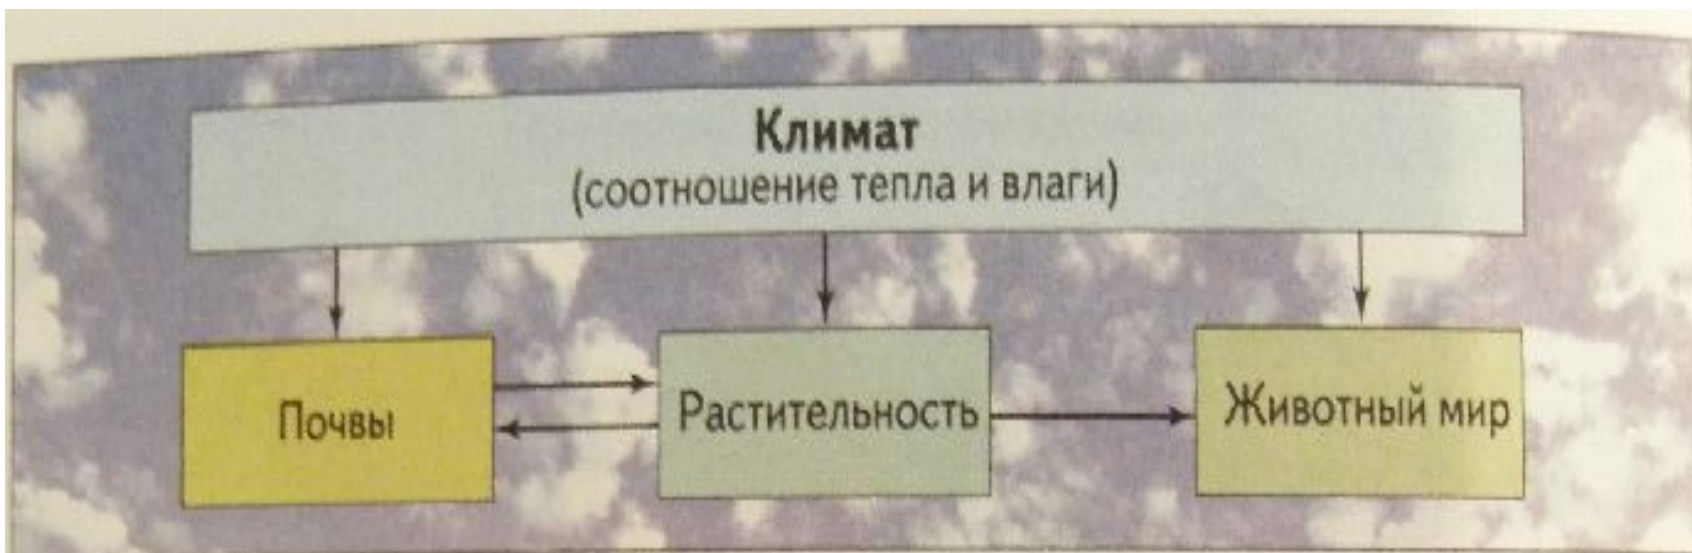 Климат
(соотношение тепла и влаги)
Почвы
Растительность
Животный мир